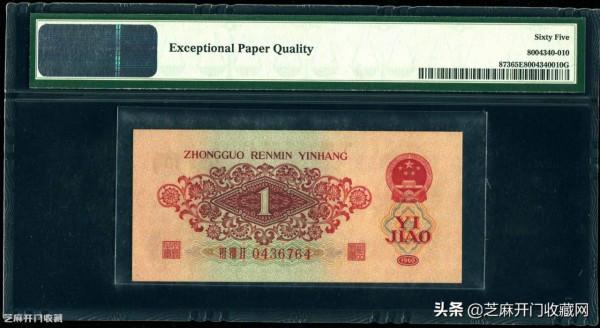 Exceptional Paper Quality
Sixty Five
8004340-010
87365E8004340010G
ZHONGGUO RENMIN YINHANG
1
YI
JIAO
0436764
1960
头条 @芝麻开门收藏网
芝麻开门收藏